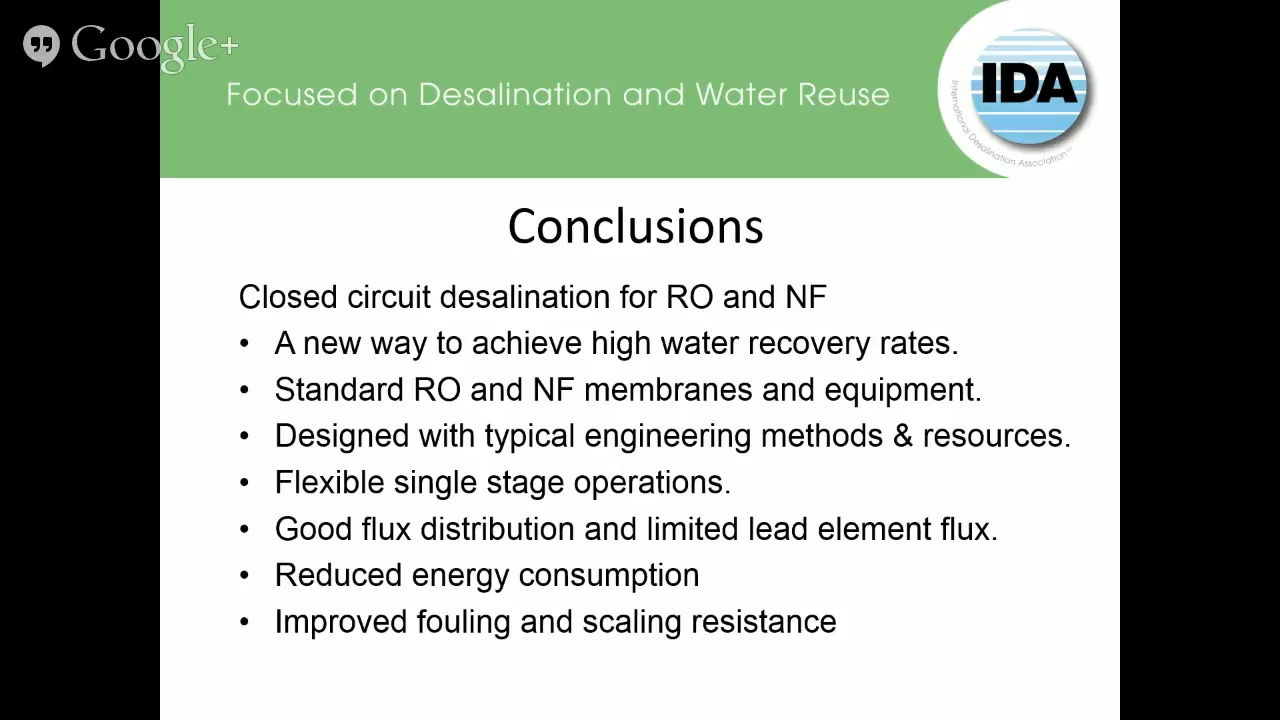 Google+
Focused on Desalination and Water Reuse
IDA
International Desalination Association
Conclusions
Closed circuit desalination for RO and NF
• A new way to achieve high water recovery rates.
• Standard RO and NF membranes and equipment.
• Designed with typical engineering methods & resources.
• Flexible single stage operations.
• Good flux distribution and limited lead element flux.
• Reduced energy consumption
• Improved fouling and scaling resistance